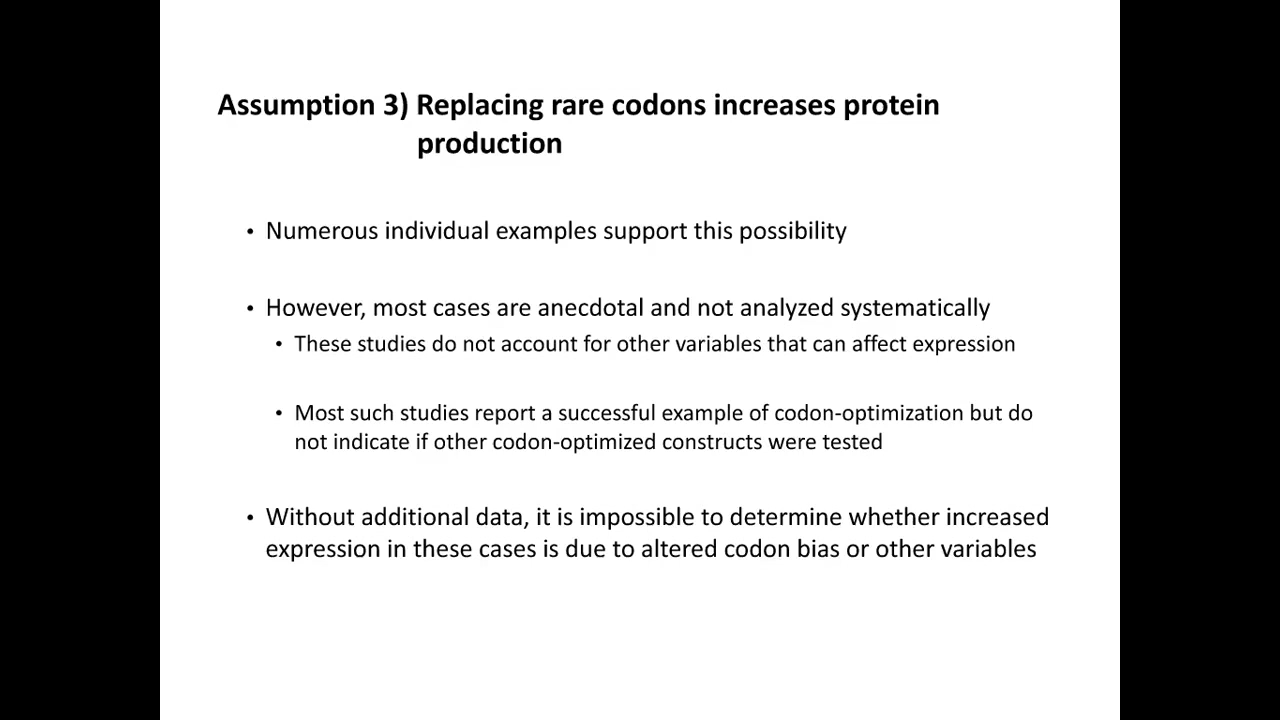 Assumption 3) Replacing rare codons increases protein
production
• Numerous individual examples support this possibility
• However, most cases are anecdotal and not analyzed systematically
• These studies do not account for other variables that can affect expression
• Most such studies report a successful example of codon-optimization but do
not indicate if other codon-optimized constructs were tested
• Without additional data, it is impossible to determine whether increased
expression in these cases is due to altered codon bias or other variables